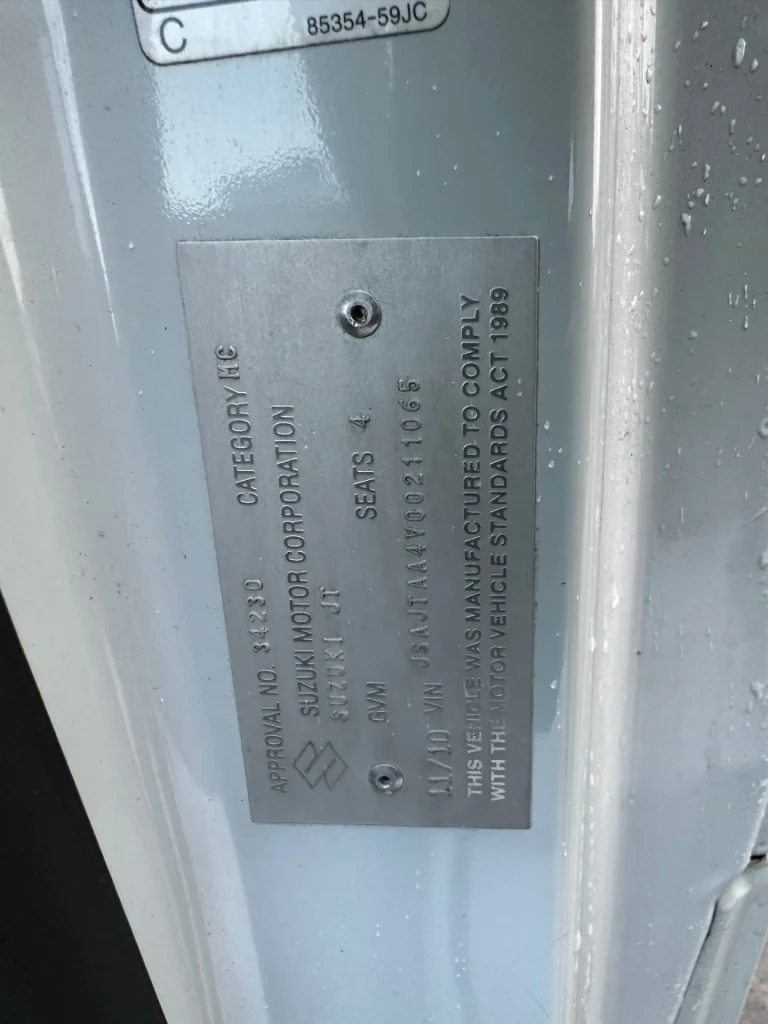 C 85354-59JC
APPROVAL NO. 34230 CATEGORY MC
SUZUKI MOTOR CORPORATION
SUZUKI JT
GVM SEATS 4
11/10 VIN JSAJTAA4V00211065
THIS VEHICLE WAS MANUFACTURED TO COMPLY
WITH THE MOTOR VEHICLE STANDARDS ACT 1989